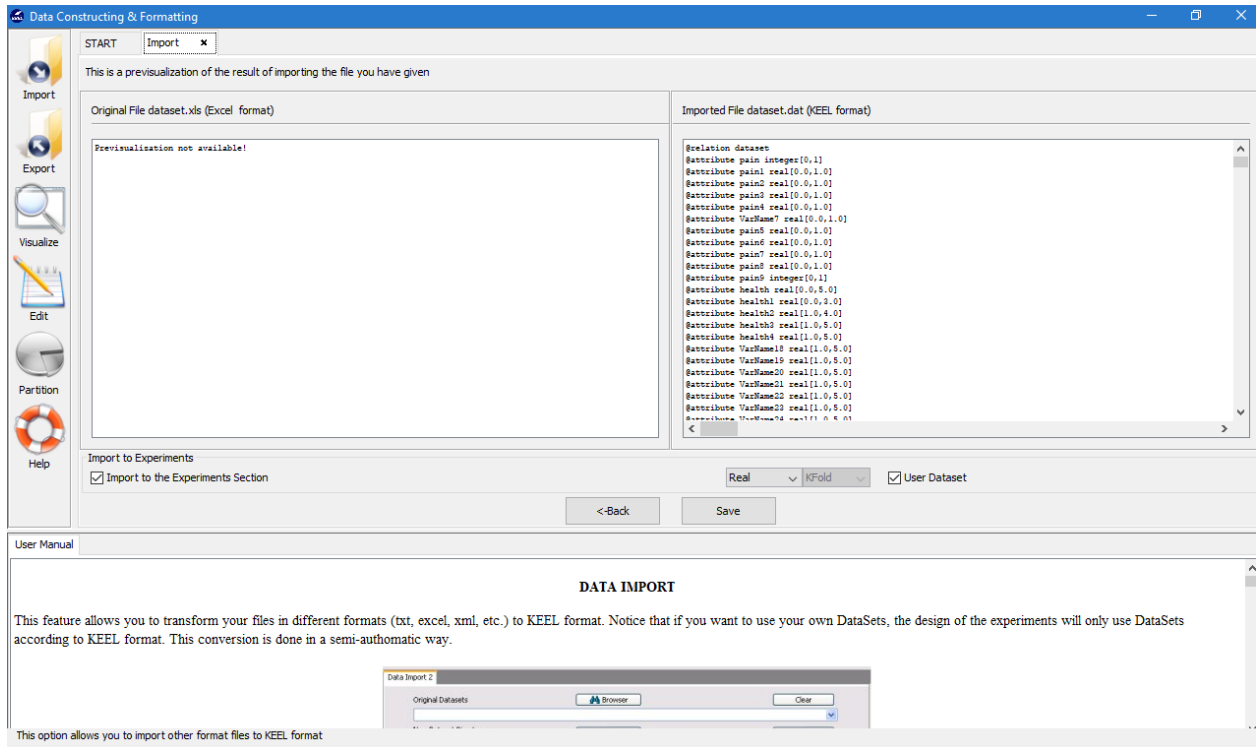 Data Constructing & Formatting
START Import
This is a previsualization of the result of importing the file you have given
Import
Export
Visualize
Edit
Partition
Help
Original File dataset.xls (Excel format)
Previsualization not available!
Imported File dataset.dat (KEEL format)
@relation dataset
@attribute pain integer[0,1]
@attribute pain1 real[0.0,1.0]
@attribute pain2 real[0.0,1.0]
@attribute pain3 real[0.0,1.0]
@attribute pain4 real[0.0,1.0]
@attribute VarName7 real[0.0,1.0]
@attribute pain5 real[0.0,1.0]
@attribute pain6 real[0.0,1.0]
@attribute pain7 real[0.0,1.0]
@attribute pain8 real[0.0,1.0]
@attribute pain9 integer[0,1]
@attribute health real[0.0,5.0]
@attribute health1 real[0.0,3.0]
@attribute health2 real[1.0,4.0]
@attribute health3 real[1.0,5.0]
@attribute health4 real[1.0,5.0]
@attribute VarName18 real[1.0,5.0]
@attribute VarName19 real[1.0,5.0]
@attribute VarName20 real[1.0,5.0]
@attribute VarName21 real[1.0,5.0]
@attribute VarName22 real[1.0,5.0]
@attribute VarName23 real[1.0,5.0]
@attribute VarName24 real[1.0,5.0]
Import to Experiments
Import to the Experiments Section Real KFold User Dataset
<-Back Save
User Manual
DATA IMPORT
This feature allows you to transform your files in different formats (txt, excel, xml, etc.) to KEEL format. Notice that if you want to use your own DataSets, the design of the experiments will only use DataSets
according to KEEL format. This conversion is done in a semi-authomatic way.
Data Import 2
Original Datasets Browser Clear
This option allows you to import other format files to KEEL format